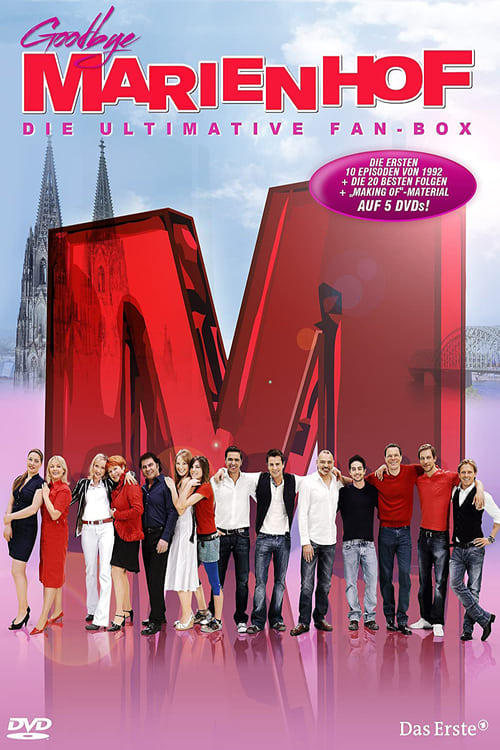 Goodbye
MARIENHOF
DIE ULTIMATIVE FAN-BOX
DIE ERSTEN
10 EPISODEN VON 1992
+ DIE 20 BESTEN FOLGEN
+ „MAKING OF"-MATERIAL
AUF 5 DVDs!
M
DVD
Das Erste